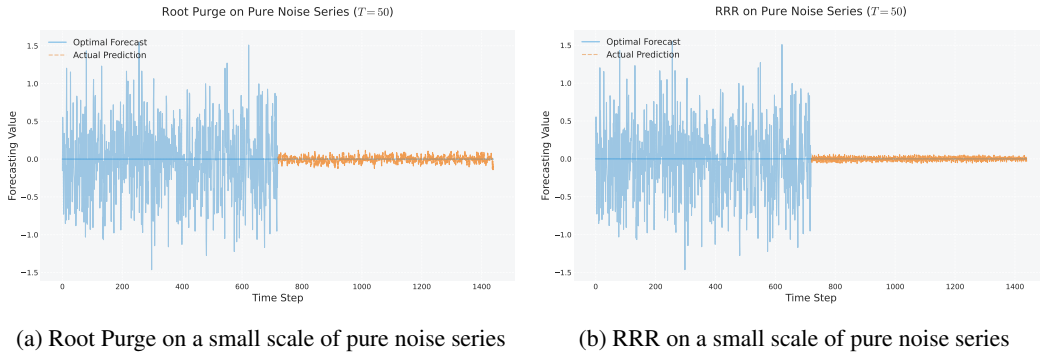 Root Purge on Pure Noise Series (T = 50)
Optimal Forecast
Actual Prediction
Forecasting Value
1.5
1.0
0.5
0.0
−0.5
−1.0
−1.5
0 200 400 600 800 1000 1200 1400
Time Step
(a) Root Purge on a small scale of pure noise series
RRR on Pure Noise Series (T = 50)
Optimal Forecast
Actual Prediction
Forecasting Value
1.5
1.0
0.5
0.0
−0.5
−1.0
−1.5
0 200 400 600 800 1000 1200 1400
Time Step
(b) RRR on a small scale of pure noise series